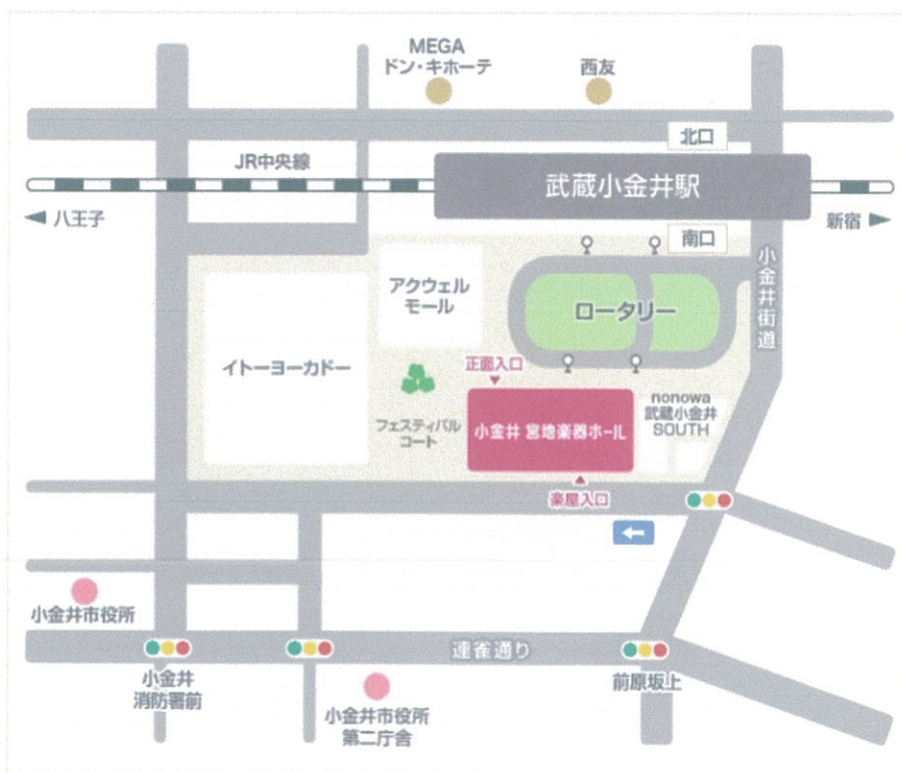 MEGA
ドン・キホーテ
西友
北口
JR中央線
武蔵小金井駅
八王子
新宿
南口
小金井街道
アクウェル
モール
ロータリー
イトーヨーカドー
正面入口
フェスティバル
コート
小金井 宮地楽器ホール
nonowa
武蔵小金井
SOUTH
楽屋入口
小金井市役所
連雀通り
小金井
消防署前
前原坂上
小金井市役所
第二庁舎